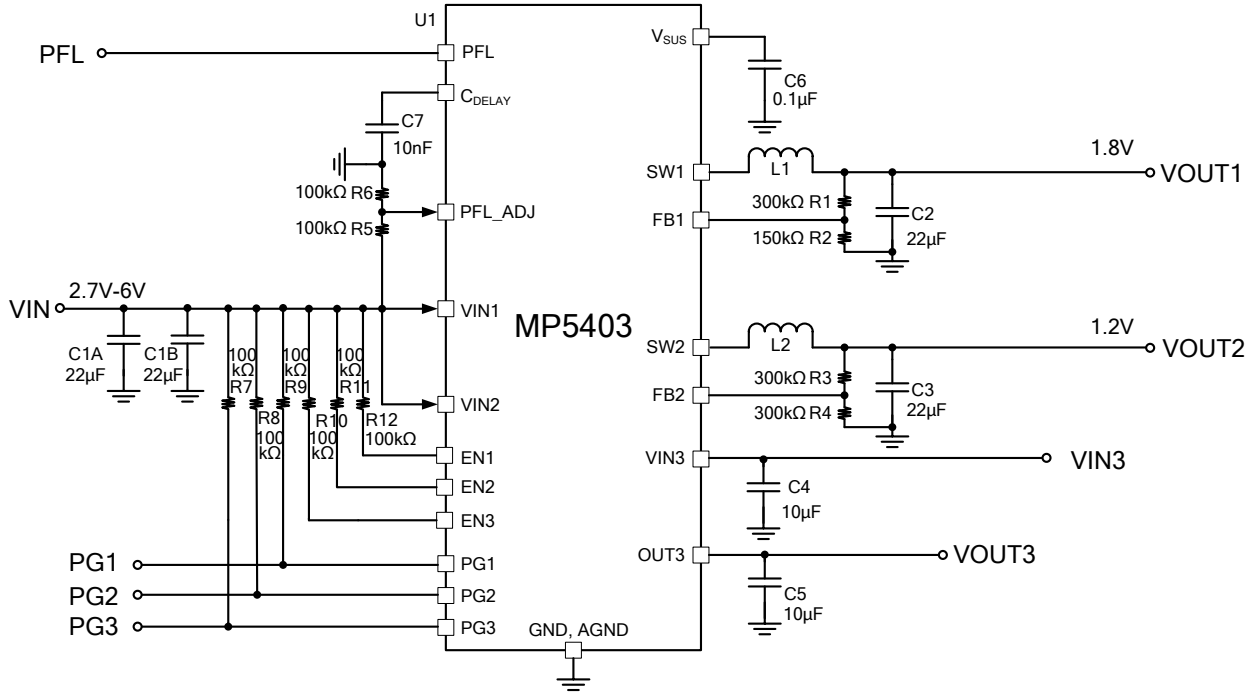 U1
PFL
PFL
VSUS
CDELAY
C6
0.1µF
C7
10nF
1.8V
SW1
L1
VOUT1
100kΩ R6
300kΩ R1
C2
22µF
PFL_ADJ
FB1
100kΩ R5
150kΩ R2
2.7V-6V
VIN
VIN1
MP5403
1.2V
C1A
22µF
C1B
22µF
100
kΩ
R7
100
kΩ
R9
100
kΩ
R11
SW2
L2
VOUT2
300kΩ R3
C3
22µF
VIN2
FB2
R8
100
kΩ
R10
100
kΩ
R12
100kΩ
300kΩ R4
EN1
VIN3
VIN3
EN2
C4
10µF
EN3
OUT3
VOUT3
PG1
PG1
C5
10µF
PG2
PG2
PG3
PG3
GND, AGND